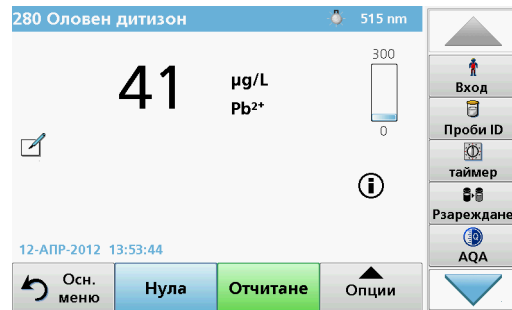 280 Оловен дитизон
515 nm
41
µg/L
Pb²⁺
300
0
12-АПР-2012 13:53:44
Осн.
меню
Нула
Отчитане
Опции
Вход
Проби ID
таймер
Рзареждане
AQA